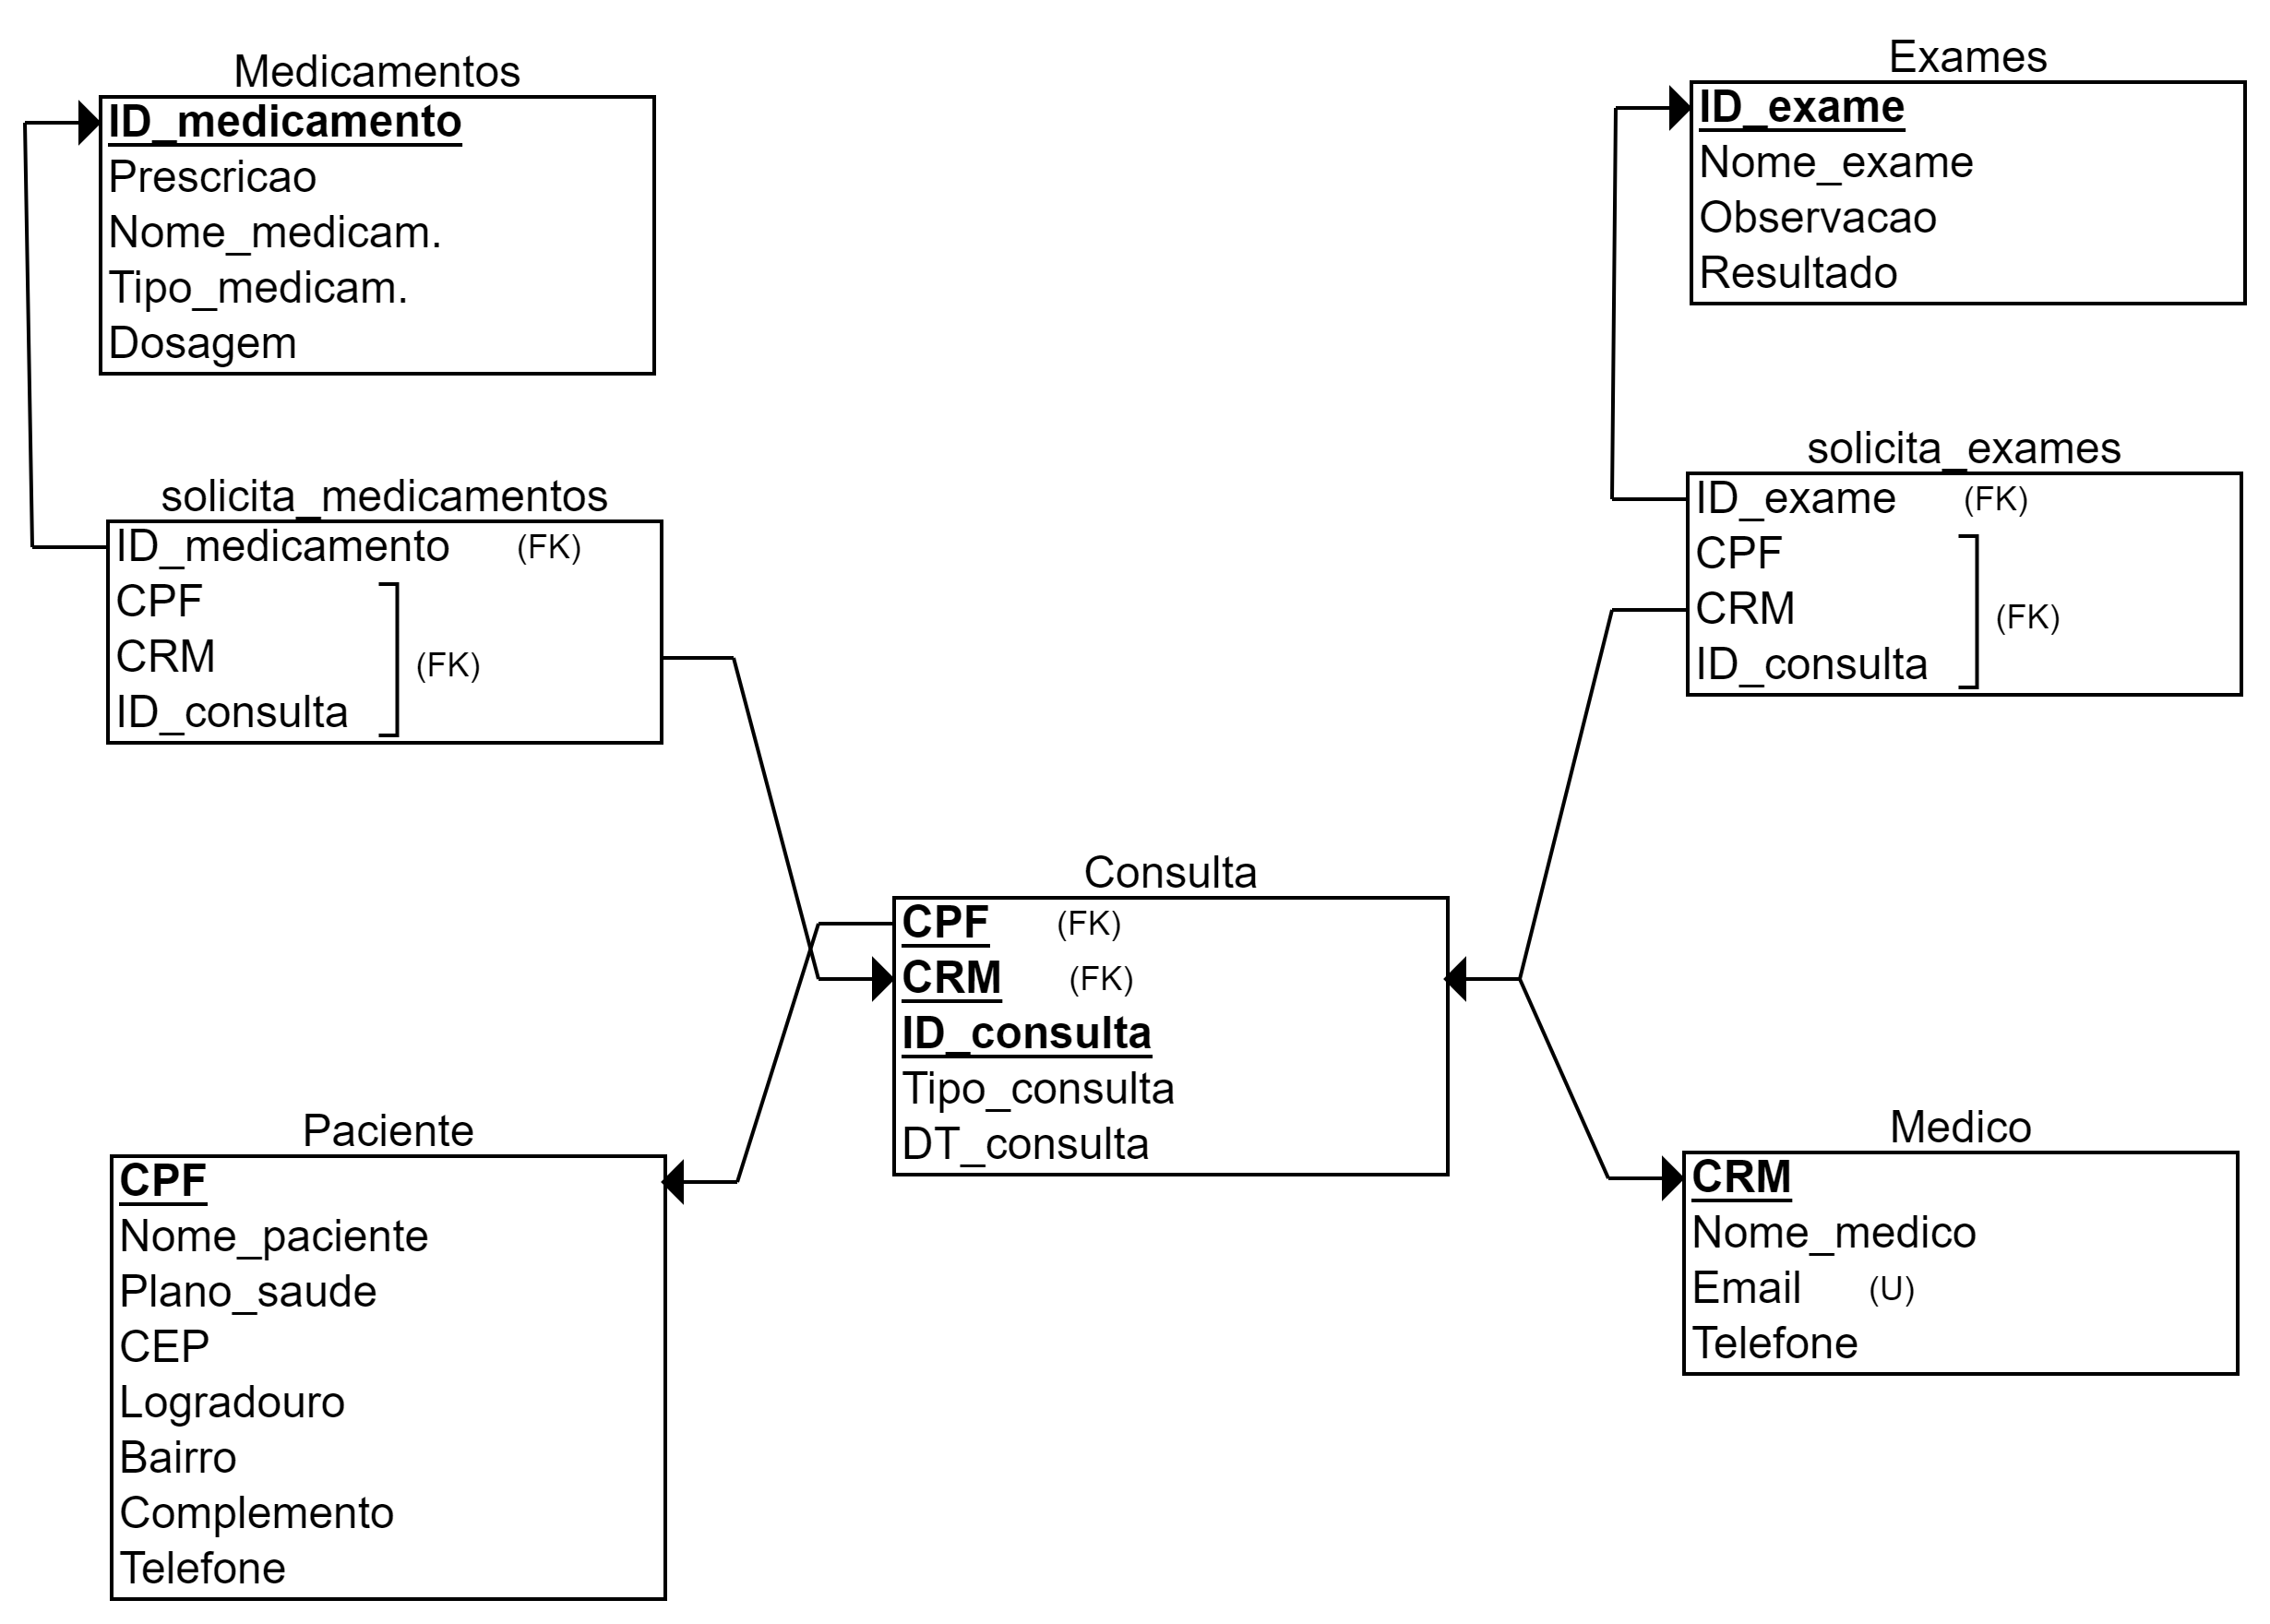 Medicamentos
ID_medicamento
Prescricao
Nome_medicam.
Tipo_medicam.
Dosagem
Exames
ID_exame
Nome_exame
Observacao
Resultado
solicita_medicamentos
ID_medicamento (FK)
CPF
CRM
(FK)
ID_consulta
solicita_exames
ID_exame (FK)
CPF
CRM
(FK)
ID_consulta
Consulta
CPF (FK)
CRM (FK)
ID_consulta
Tipo_consulta
DT_consulta
Paciente
CPF
Nome_paciente
Plano_saude
CEP
Logradouro
Bairro
Complemento
Telefone
Medico
CRM
Nome_medico
Email (U)
Telefone